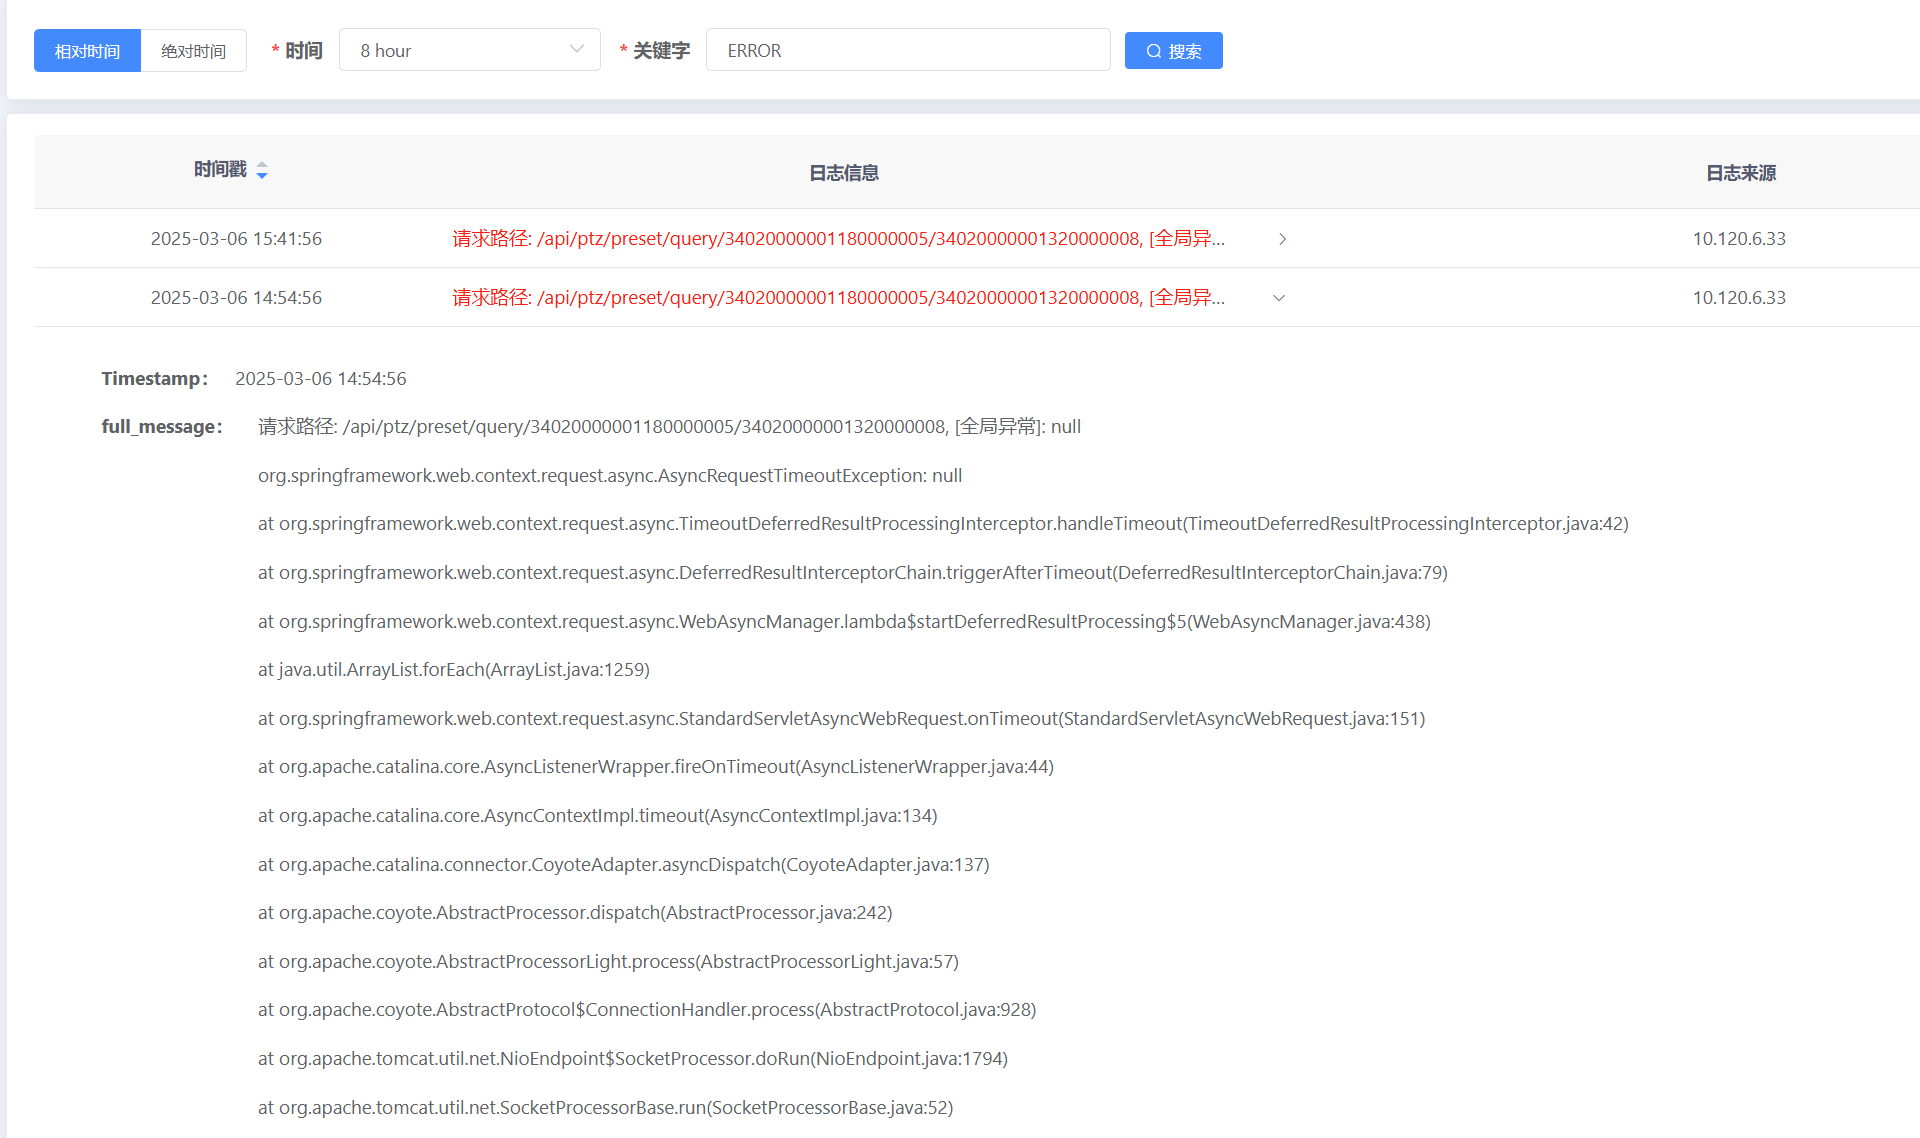 相对时间 绝对时间 * 时间 8 hour * 关键字 ERROR 搜索
时间戳 日志信息 日志来源
2025-03-06 15:41:56 请求路径: /api/ptz/preset/query/34020000001180000005/34020000001320000008, [全局异... 10.120.6.33
2025-03-06 14:54:56 请求路径: /api/ptz/preset/query/34020000001180000005/34020000001320000008, [全局异... 10.120.6.33
Timestamp： 2025-03-06 14:54:56
full_message： 请求路径: /api/ptz/preset/query/34020000001180000005/34020000001320000008, [全局异常]: null
org.springframework.web.context.request.async.AsyncRequestTimeoutException: null
at org.springframework.web.context.request.async.TimeoutDeferredResultProcessingInterceptor.handleTimeout(TimeoutDeferredResultProcessingInterceptor.java:42)
at org.springframework.web.context.request.async.DeferredResultInterceptorChain.triggerAfterTimeout(DeferredResultInterceptorChain.java:79)
at org.springframework.web.context.request.async.WebAsyncManager.lambda$startDeferredResultProcessing$5(WebAsyncManager.java:438)
at java.util.ArrayList.forEach(ArrayList.java:1259)
at org.springframework.web.context.request.async.StandardServletAsyncWebRequest.onTimeout(StandardServletAsyncWebRequest.java:151)
at org.apache.catalina.core.AsyncListenerWrapper.fireOnTimeout(AsyncListenerWrapper.java:44)
at org.apache.catalina.core.AsyncContextImpl.timeout(AsyncContextImpl.java:134)
at org.apache.catalina.connector.CoyoteAdapter.asyncDispatch(CoyoteAdapter.java:137)
at org.apache.coyote.AbstractProcessor.dispatch(AbstractProcessor.java:242)
at org.apache.coyote.AbstractProcessorLight.process(AbstractProcessorLight.java:57)
at org.apache.coyote.AbstractProtocol$ConnectionHandler.process(AbstractProtocol.java:928)
at org.apache.tomcat.util.net.NioEndpoint$SocketProcessor.doRun(NioEndpoint.java:1794)
at org.apache.tomcat.util.net.SocketProcessorBase.run(SocketProcessorBase.java:52)